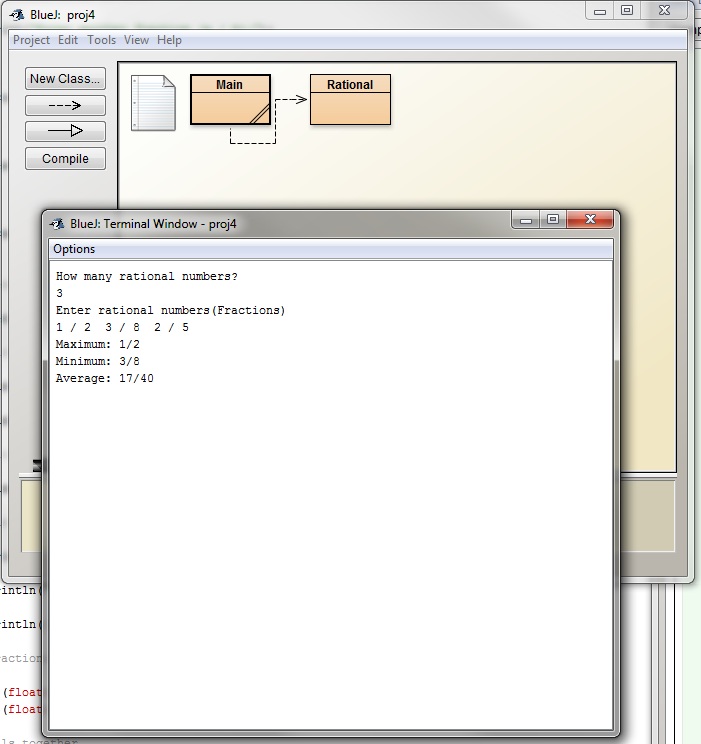 BlueJ: proj4
Project Edit Tools View Help
New Class...
Compile
Main
Rational
BlueJ: Terminal Window - proj4
Options
How many rational numbers?
3
Enter rational numbers(Fractions)
1 / 2  3 / 8  2 / 5
Maximum: 1/2
Minimum: 3/8
Average: 17/40
rintln(
rintln(
action
(float
(float
ls together